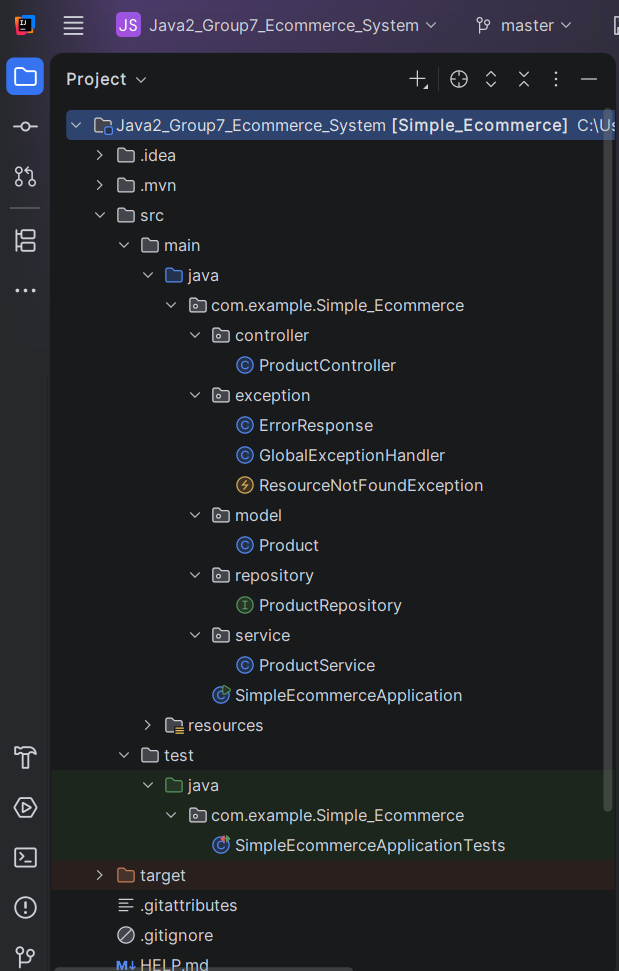 JS Java2_Group7_Ecommerce_System master
Project
Java2_Group7_Ecommerce_System [Simple_Ecommerce] C:\Us
.idea
.mvn
src
main
java
com.example.Simple_Ecommerce
controller
ProductController
exception
ErrorResponse
GlobalExceptionHandler
ResourceNotFoundException
model
Product
repository
ProductRepository
service
ProductService
SimpleEcommerceApplication
resources
test
java
com.example.Simple_Ecommerce
SimpleEcommerceApplicationTests
target
.gitattributes
.gitignore
M↓ HELP.md